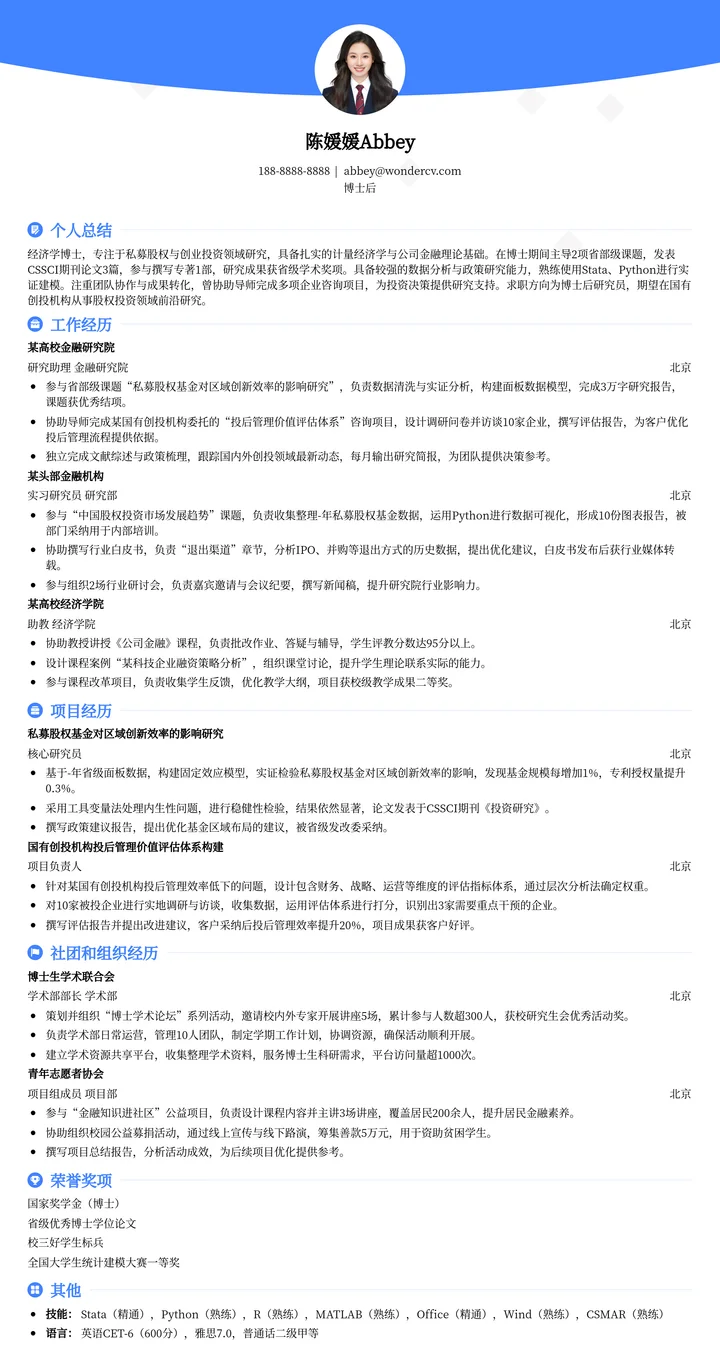 陈媛媛Abbey
188-8888-8888 | abbey@wondercv.com
博士后
个人总结
经济学博士，专注于私募股权与创业投资领域研究，具备扎实的计量经济学与公司金融理论基础。在博士期间主导2项省部级课题，发表
CSSCI期刊论文3篇，参与撰写专著1部，研究成果获省级学术奖项。具备较强的数据分析与政策研究能力，熟练使用Stata、Python进行实
证建模。注重团队协作与成果转化，曾协助导师完成多项企业咨询项目，为投资决策提供研究支持。求职方向为博士后研究员，期望在国有
创投机构从事股权投资领域前沿研究。
工作经历
某高校金融研究院
研究助理 金融研究院 北京
• 参与省部级课题“私募股权基金对区域创新效率的影响研究”，负责数据清洗与实证分析，构建面板数据模型，完成3万字研究报告，
课题获优秀结项。
• 协助导师完成某国有创投机构委托的“投后管理价值评估体系”咨询项目，设计调研问卷并访谈10家企业，撰写评估报告，为客户优化
投后管理流程提供依据。
• 独立完成文献综述与政策梳理，跟踪国内外创投领域最新动态，每月输出研究简报，为团队提供决策参考。
某头部金融机构
实习研究员 研究部 北京
• 参与“中国股权投资市场发展趋势”课题，负责收集整理-年私募股权基金数据，运用Python进行数据可视化，形成10份图表报告，被
部门采纳用于内部培训。
• 协助撰写行业白皮书，负责“退出渠道”章节，分析IPO、并购等退出方式的历史数据，提出优化建议，白皮书发布后获行业媒体转
载。
• 参与组织2场行业研讨会，负责嘉宾邀请与会议纪要，撰写新闻稿，提升研究院行业影响力。
某高校经济学院
助教 经济学院 北京
• 协助教授讲授《公司金融》课程，负责批改作业、答疑与辅导，学生评教分数达95分以上。
• 设计课程案例“某科技企业融资策略分析”，组织课堂讨论，提升学生理论联系实际的能力。
• 参与课程改革项目，负责收集学生反馈，优化教学大纲，项目获校级教学成果二等奖。
项目经历
私募股权基金对区域创新效率的影响研究
核心研究员 北京
• 基于-年省级面板数据，构建固定效应模型，实证检验私募股权基金对区域创新效率的影响，发现基金规模每增加1%，专利授权量提升
0.3%。
• 采用工具变量法处理内生性问题，进行稳健性检验，结果依然显著，论文发表于CSSCI期刊《投资研究》。
• 撰写政策建议报告，提出优化基金区域布局的建议，被省级发改委采纳。
国有创投机构投后管理价值评估体系构建
项目负责人 北京
• 针对某国有创投机构投后管理效率低下的问题，设计包含财务、战略、运营等维度的评估指标体系，通过层次分析法确定权重。
• 对10家被投企业进行实地调研与访谈，收集数据，运用评估体系进行打分，识别出3家需要重点干预的企业。
• 撰写评估报告并提出改进建议，客户采纳后投后管理效率提升20%，项目成果获客户好评。
社团和组织经历
博士生学术联合会
学术部部长 学术部 北京
• 策划并组织“博士学术论坛”系列活动，邀请校内外专家开展讲座5场，累计参与人数超300人，获校研究生会优秀活动奖。
• 负责学术部日常运营，管理10人团队，制定学期工作计划，协调资源，确保活动顺利开展。
• 建立学术资源共享平台，收集整理学术资料，服务博士生科研需求，平台访问量超1000次。
青年志愿者协会
项目组成员 项目部 北京
• 参与“金融知识进社区”公益项目，负责设计课程内容并主讲3场讲座，覆盖居民200余人，提升居民金融素养。
• 协助组织校园公益募捐活动，通过线上宣传与线下路演，筹集善款5万元，用于资助贫困学生。
• 撰写项目总结报告，分析活动成效，为后续项目优化提供参考。
荣誉奖项
国家奖学金（博士）
省级优秀博士学位论文
校三好学生标兵
全国大学生统计建模大赛一等奖
其他
• 技能： Stata（精通），Python（熟练），R（熟练），MATLAB（熟练），Office（精通），Wind（熟练），CSMAR（熟练）
• 语言： 英语CET-6（600分），雅思7.0，普通话二级甲等